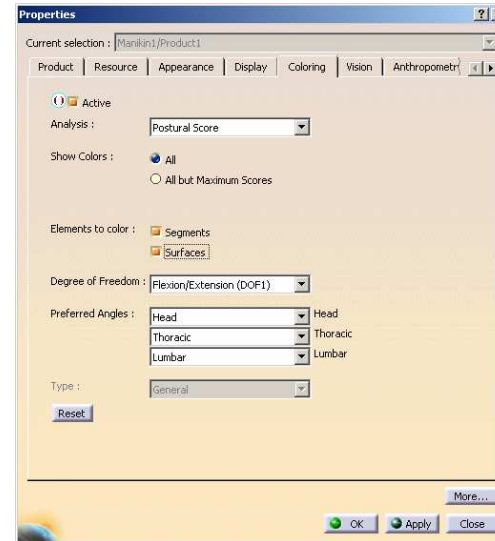 Properties ?
Current selection : Manikin1/Product1
Product Resource Appearance Display Coloring Vision Anthropometr
Active
Analysis : Postural Score
Show Colors : All
All but Maximum Scores
Elements to color : Segments
Surfaces
Degree of Freedom : Flexion/Extension (DOF1)
Preferred Angles : Head Head
Thoracic Thoracic
Lumbar Lumbar
Type : General
Reset
More...
OK Apply Close